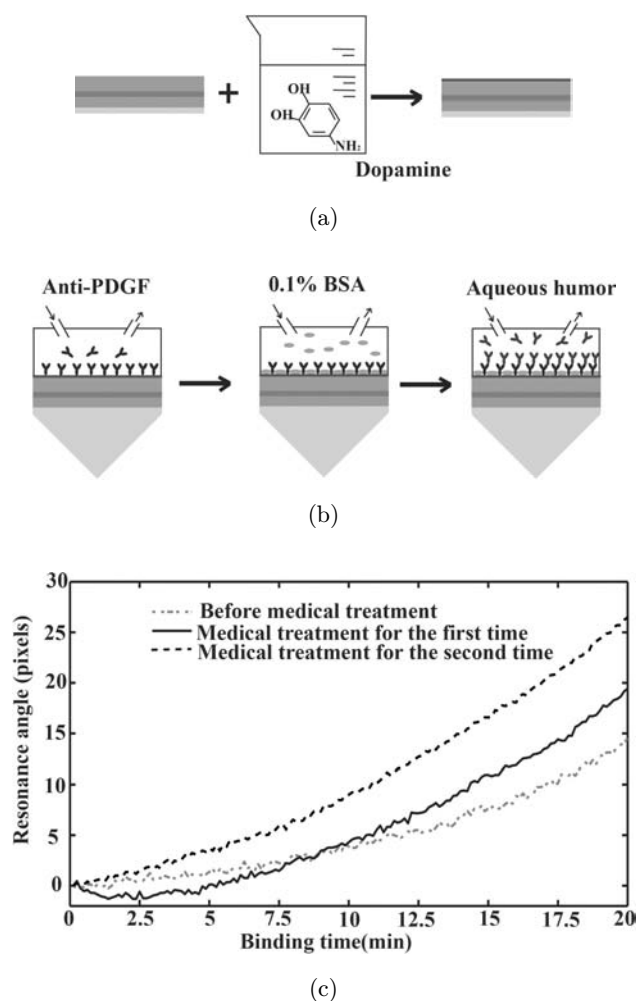 OH
OH
NH₂
Dopamine
(a)
Anti-PDGF
0.1% BSA
Aqueous humor
(b)
30
25
20
15
10
5
0
Resonance angle (pixels)
Before medical treatment
Medical treatment for the first time
Medical treatment for the second time
0
2.5
5
7.5
10
12.5
15
17.5
20
Binding time(min)
(c)